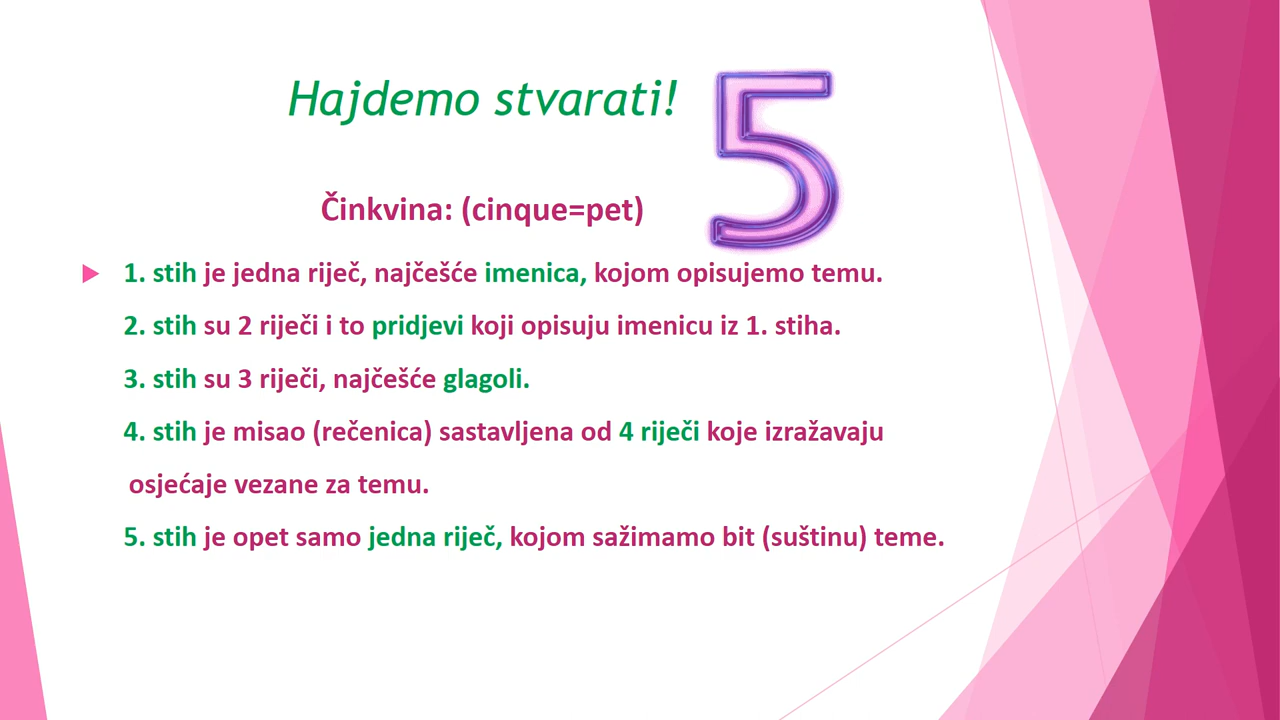 Hajdemo stvarati!
5
Činkvina: (cinque=pet)
1. stih je jedna riječ, najčešće imenica, kojom opisujemo temu.
2. stih su 2 riječi i to pridjevi koji opisuju imenicu iz 1. stiha.
3. stih su 3 riječi, najčešće glagoli.
4. stih je misao (rečenica) sastavljena od 4 riječi koje izražavaju
osjećaje vezane za temu.
5. stih je opet samo jedna riječ, kojom sažimamo bit (suštinu) teme.